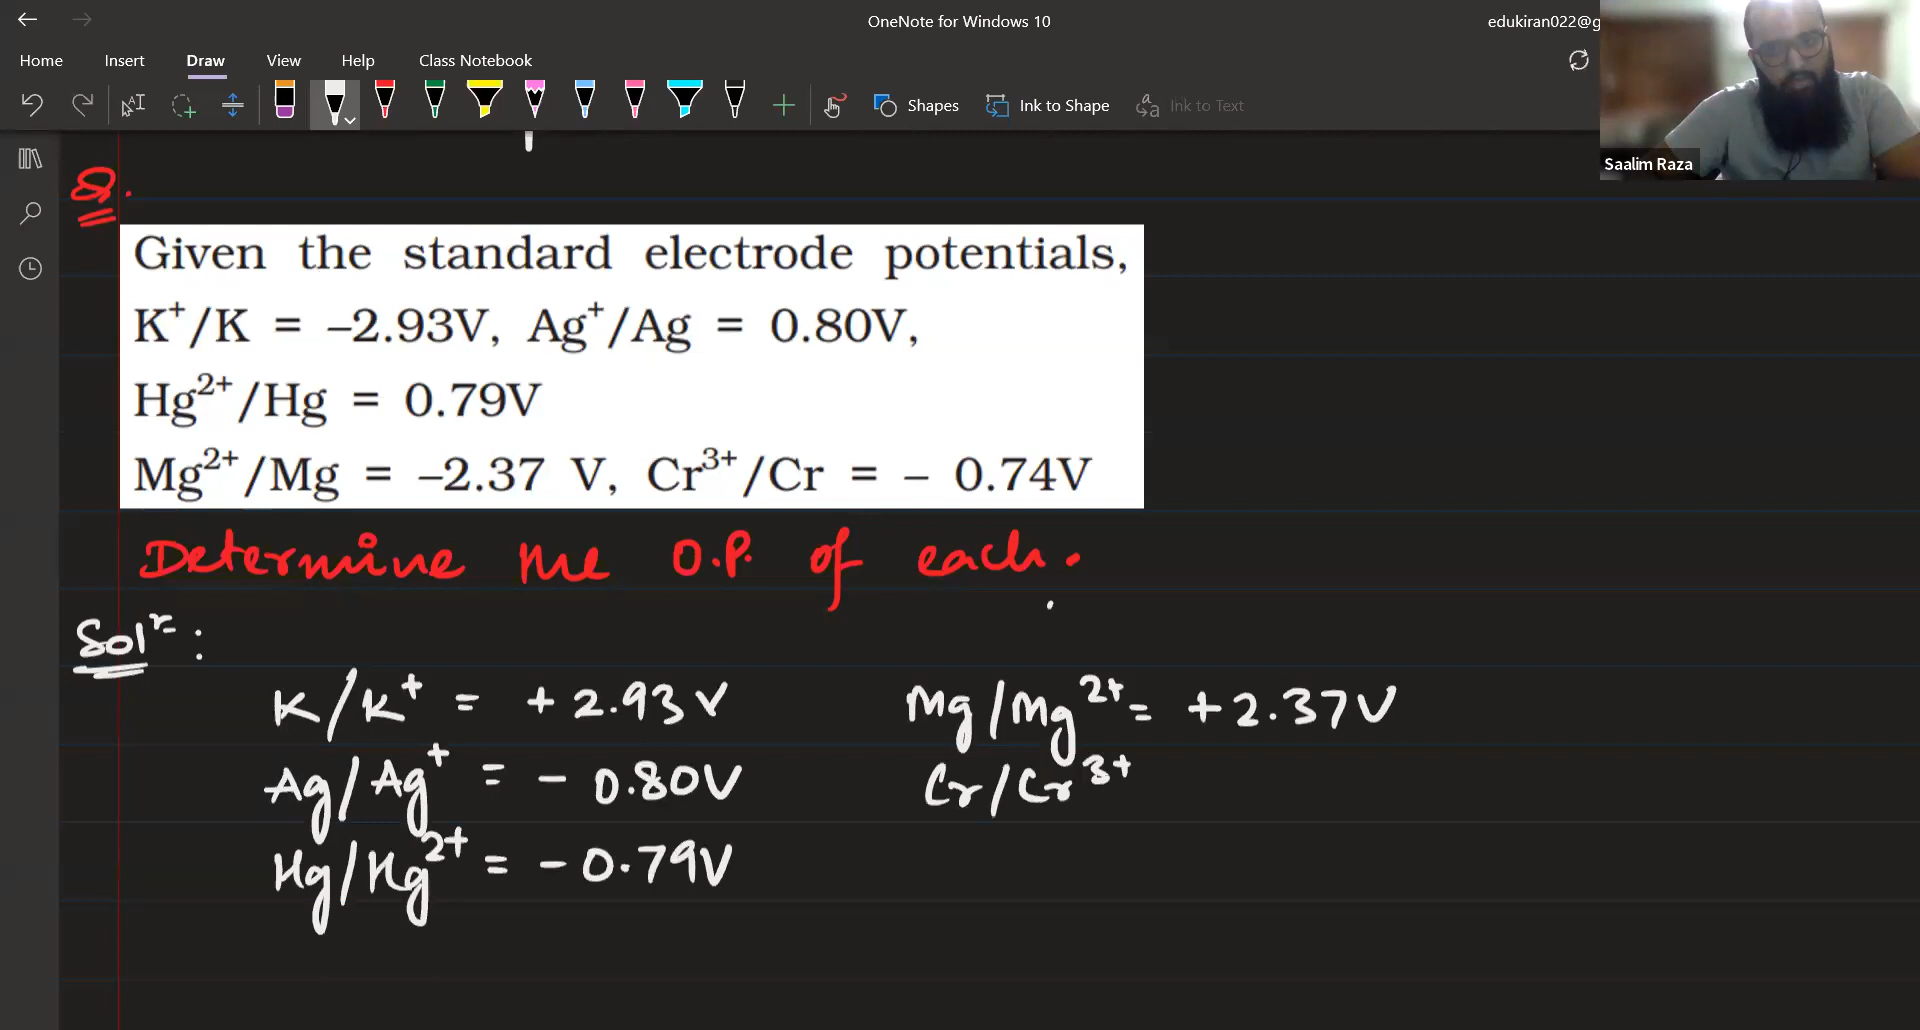 OneNote for Windows 10
edukiran022@g
Home Insert Draw View Help Class Notebook
Shapes Ink to Shape Ink to Text
Saalim Raza
Q.
Given the standard electrode potentials,
K⁺/K = –2.93V, Ag⁺/Ag = 0.80V,
Hg²⁺/Hg = 0.79V
Mg²⁺/Mg = –2.37 V, Cr³⁺/Cr = – 0.74V
Determine the O.P. of each.
Solⁿ :
K/K⁺ = + 2.93 V Mg/Mg²⁺ = +2.37V
Ag/Ag⁺ = - 0.80V Cr/Cr³⁺
Hg/Hg²⁺ = - 0.79V